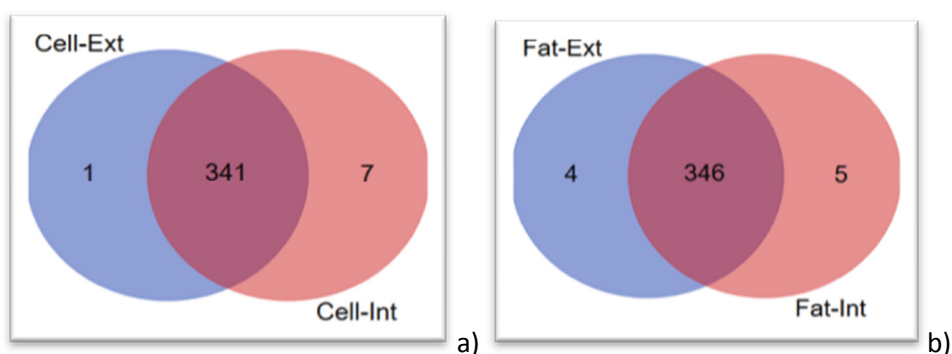 Cell-Ext
1 341 7
Cell-Int
a)
Fat-Ext
4 346 5
Fat-Int
b)